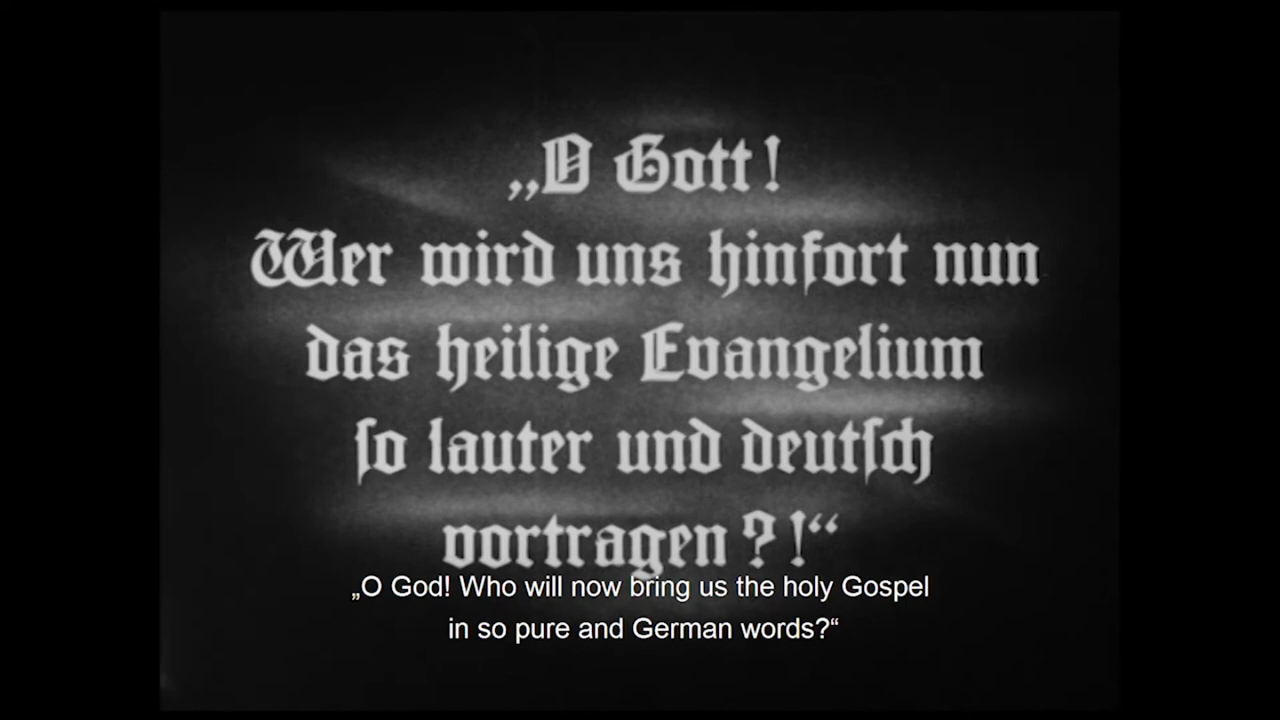 „O Gott!
Wer wird uns hinfort nun
das heilige Evangelium
ſo lauter und deutſch
vortragen?!“
„O God! Who will now bring us the holy Gospel
in so pure and German words?“